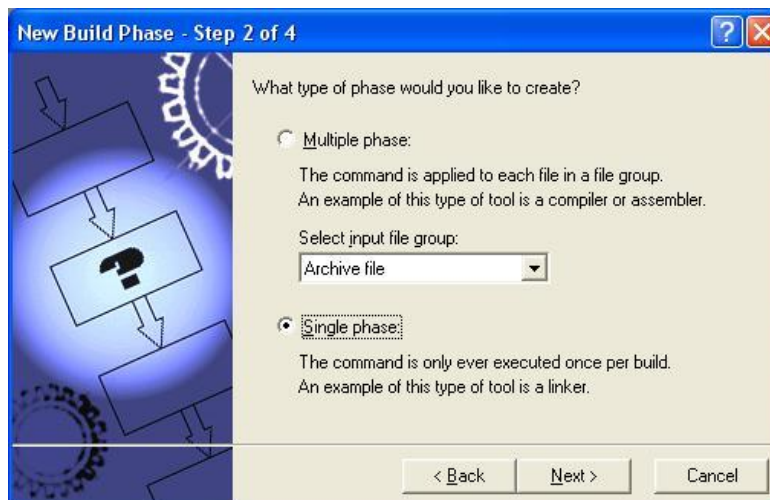 New Build Phase - Step 2 of 4
What type of phase would you like to create?
Multiple phase:
The command is applied to each file in a file group.
An example of this type of tool is a compiler or assembler.
Select input file group:
Archive file
Single phase:
The command is only ever executed once per build.
An example of this type of tool is a linker.
< Back Next > Cancel